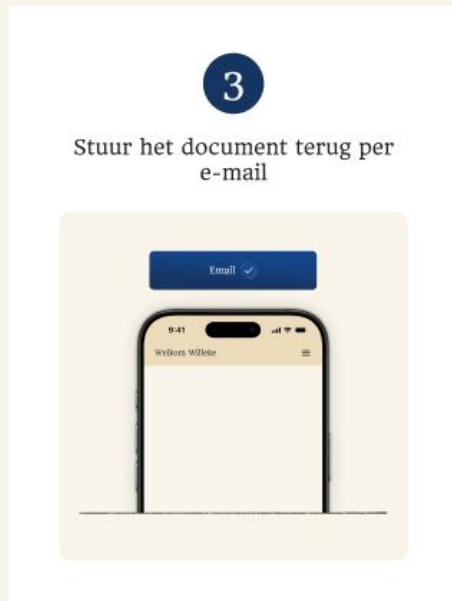 3
Stuur het document terug per
e-mail
Email
9:41
Welkom Willeke